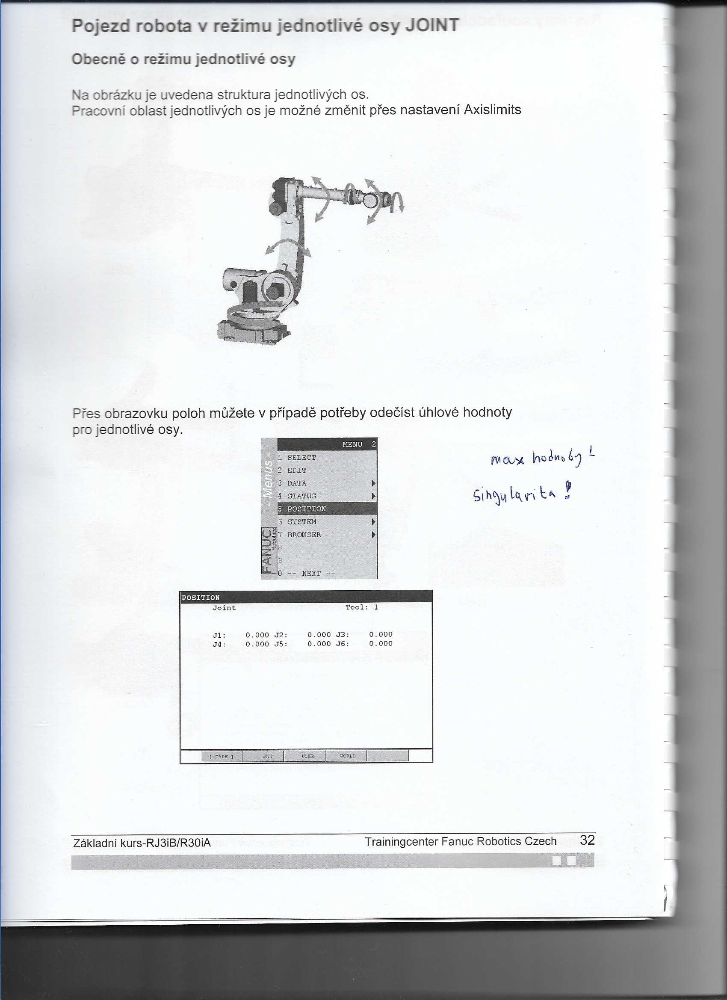 Pojezd robota v režimu jednotlivé osy JOINT
Obecně o režimu jednotlivé osy
Na obrázku je uvedena struktura jednotlivých os.
Pracovní oblast jednotlivých os je možné změnit přes nastavení Axislimits
Přes obrazovku poloh můžete v případě potřeby odečíst úhlové hodnoty
pro jednotlivé osy.
- Menus -
FANUC
Robotics
MENU 2
1 SELECT
2 EDIT
3 DATA
4 STATUS
5 POSITION
6 SYSTEM
7 BROWSER
8
9
0 -- NEXT --
max hodnoty!
singularita!
POSITION
Joint Tool: 1
J1: 0.000 J2: 0.000 J3: 0.000
J4: 0.000 J5: 0.000 J6: 0.000
[ TYPE ] JNT USER WORLD
Základní kurs-RJ3iB/R30iA Trainingcenter Fanuc Robotics Czech 32